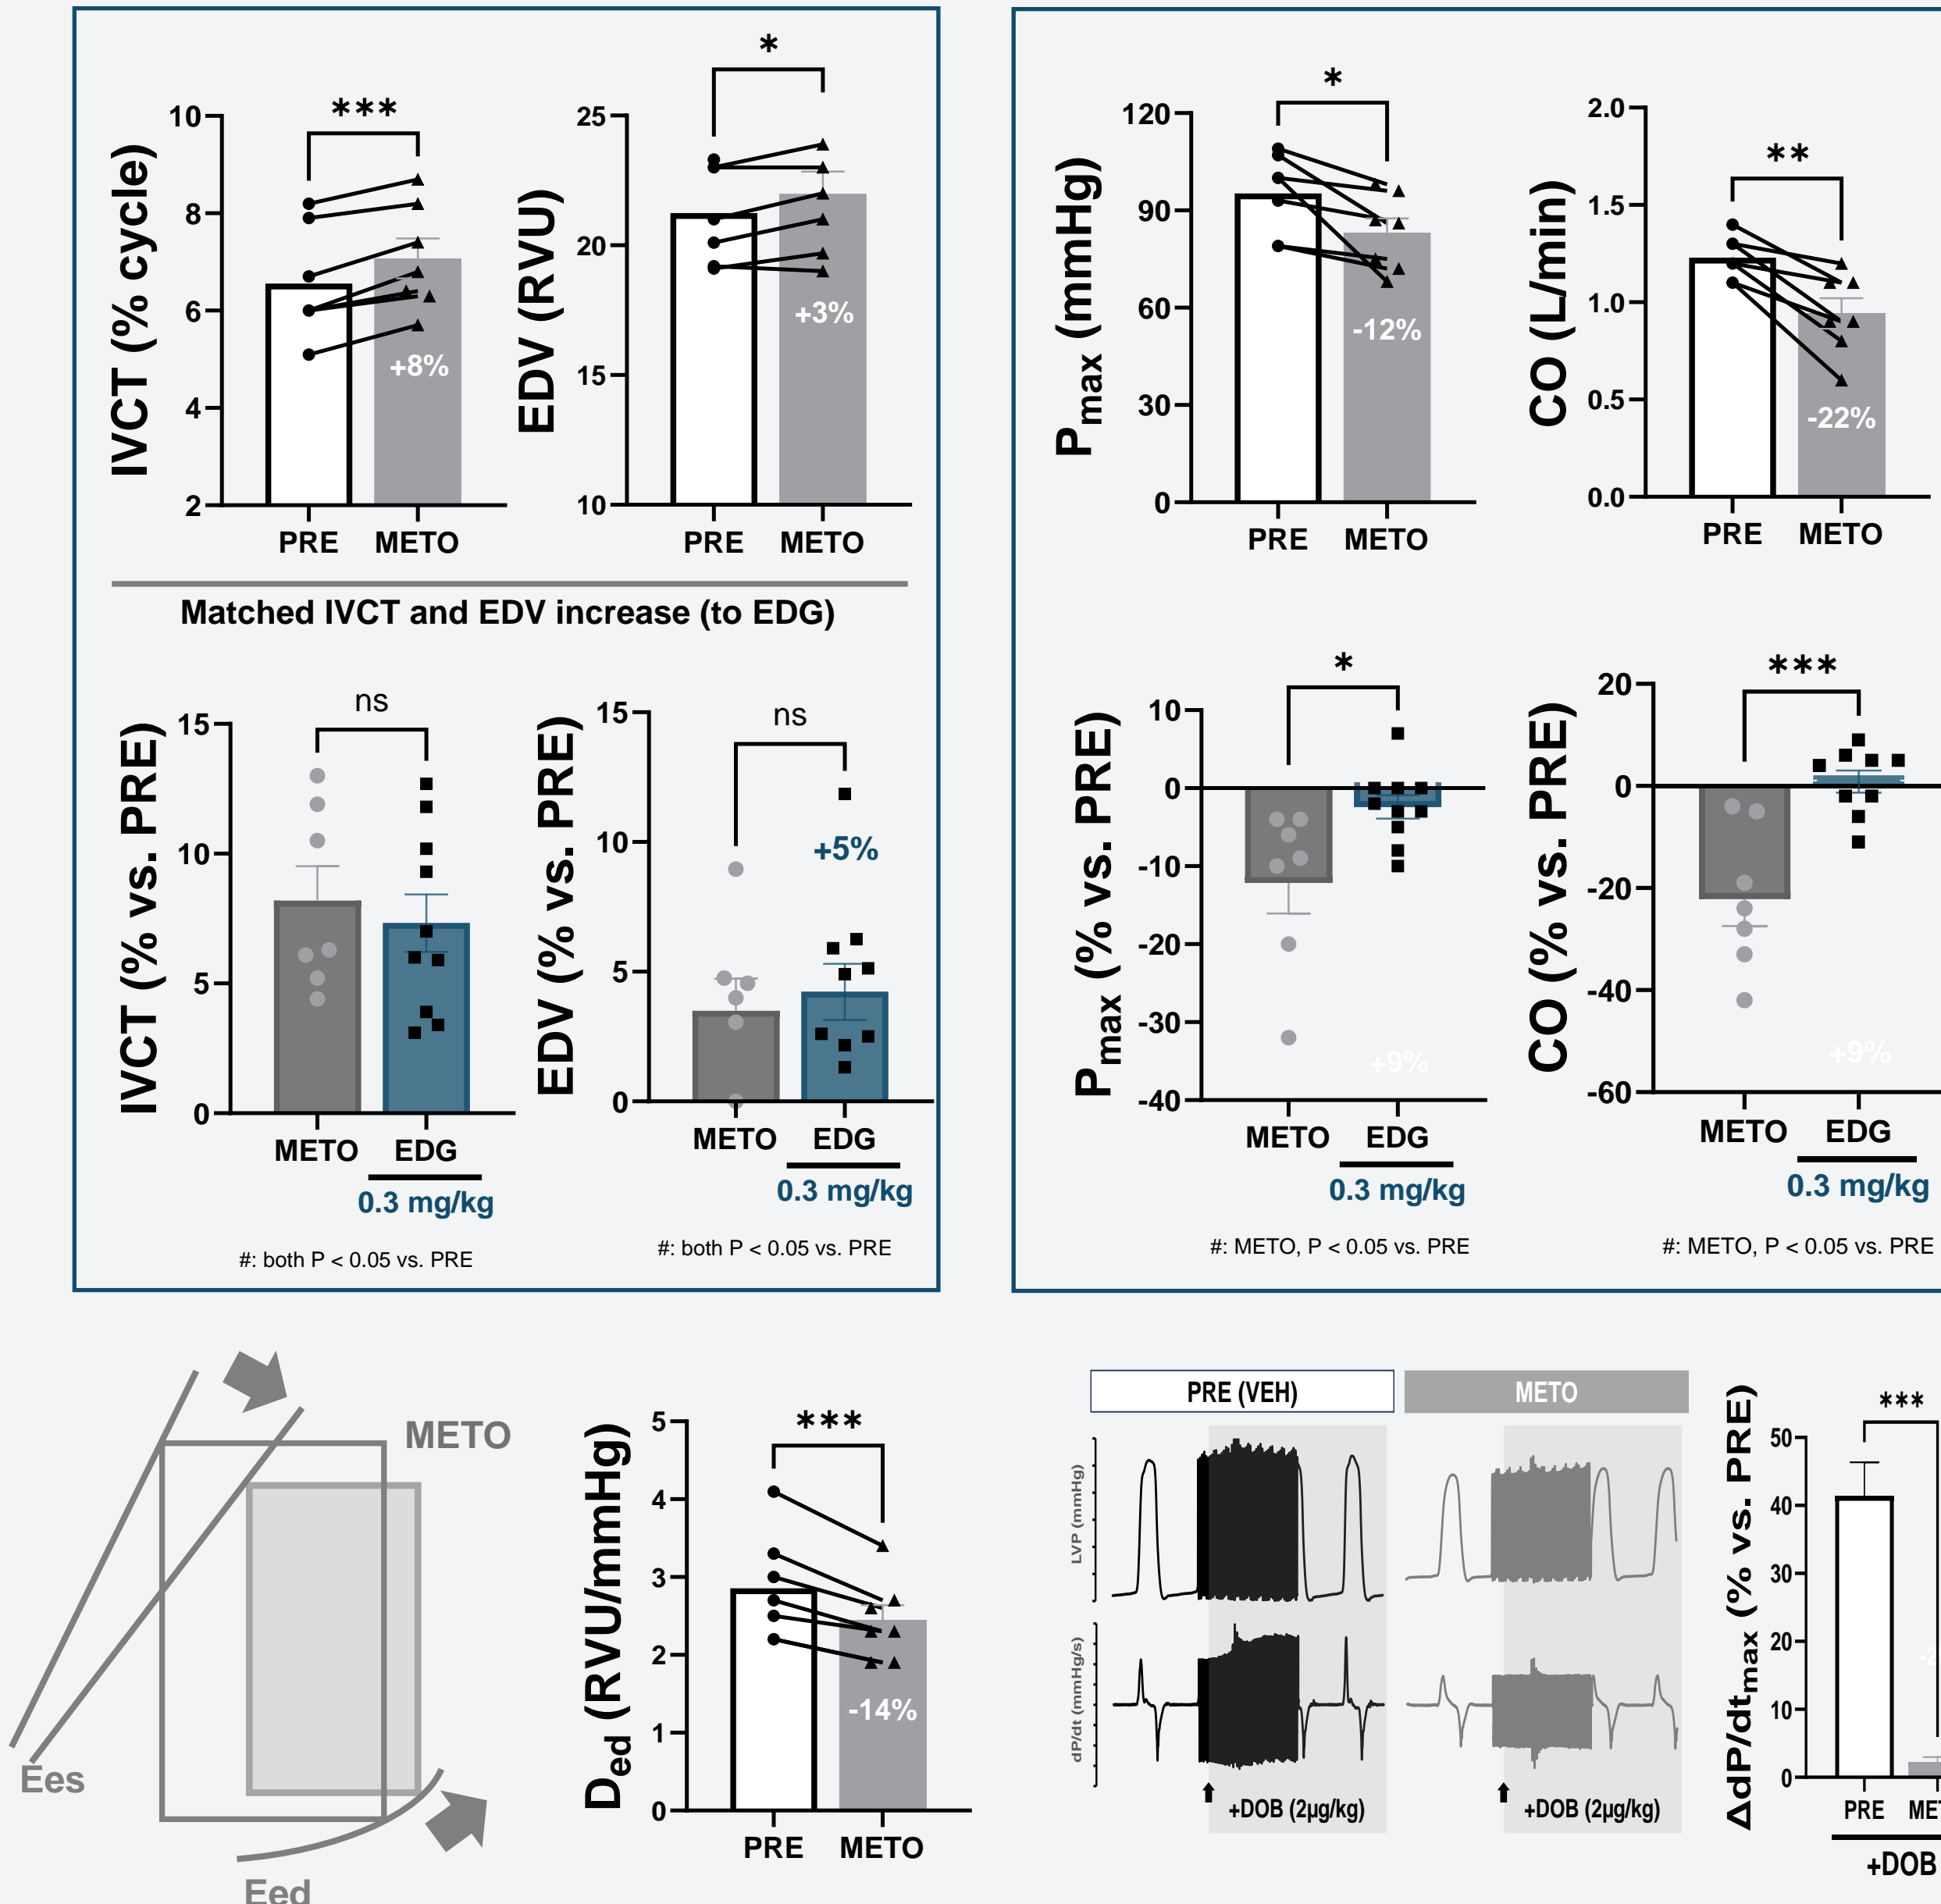 ***
10
8
6
4
2
IVCT (% cycle)
+8%
PRE METO
*
25
20
15
10
EDV (RVU)
+3%
PRE METO
*
120
90
60
30
0
Pmax (mmHg)
-12%
PRE METO
**
2.0
1.5
1.0
0.5
0.0
CO (L/min)
-22%
PRE METO
Matched IVCT and EDV increase (to EDG)
ns
15
10
5
0
IVCT (% vs. PRE)
METO EDG
0.3 mg/kg
#: both P < 0.05 vs. PRE
ns
15
10
5
0
EDV (% vs. PRE)
+5%
METO EDG
0.3 mg/kg
#: both P < 0.05 vs. PRE
*
10
0
-10
-20
-30
-40
Pmax (% vs. PRE)
+9%
METO EDG
0.3 mg/kg
#: METO, P < 0.05 vs. PRE
***
20
0
-20
-40
-60
CO (% vs. PRE)
+9%
METO EDG
0.3 mg/kg
#: METO, P < 0.05 vs. PRE
METO
Ees
Eed
***
5
4
3
2
1
0
Ded (RVU/mmHg)
-14%
PRE METO
PRE (VEH)
METO
LVP (mmHg)
dP/dt (mmHg/s)
+DOB (2µg/kg)
+DOB (2µg/kg)
***
50
40
30
20
10
0
ΔdP/dtmax (% vs. PRE)
PRE
+DOB